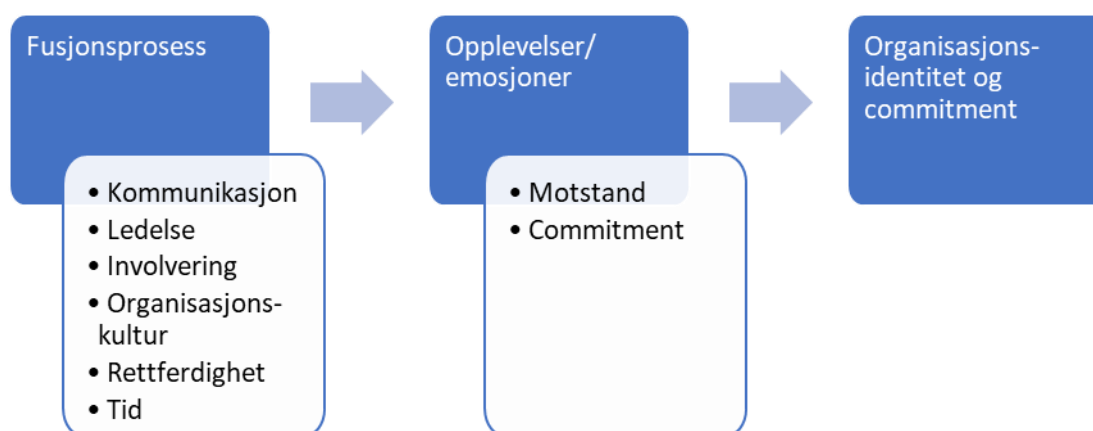 Fusjonsprosess
• Kommunikasjon
• Ledelse
• Involvering
• Organisasjons-
kultur
• Rettferdighet
• Tid
Opplevelser/
emosjoner
• Motstand
• Commitment
Organisasjons-
identitet og
commitment